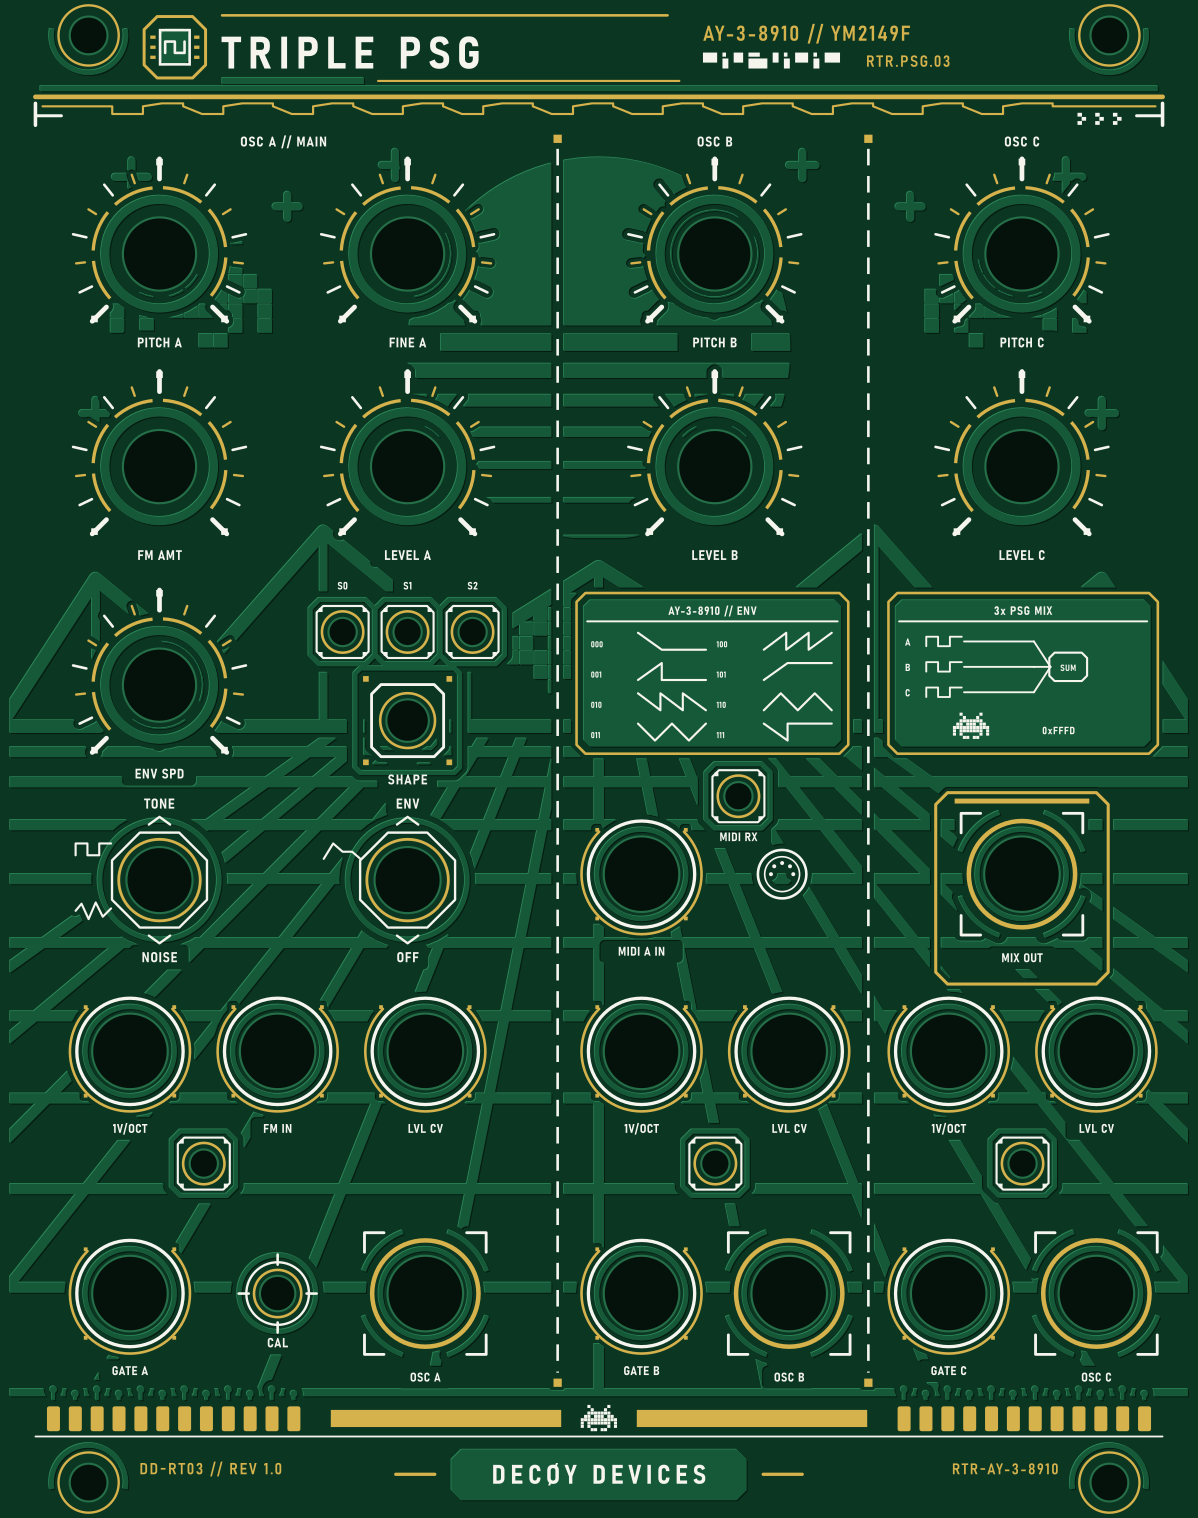 TRIPLE PSG
AY-3-8910 // YM2149F
RTR.PSG.03
OSC A // MAIN
OSC B
OSC C
PITCH A
FINE A
PITCH B
PITCH C
FM AMT
LEVEL A
LEVEL B
LEVEL C
S0
S1
S2
AY-3-8910 // ENV
000
100
001
101
010
110
011
111
3x PSG MIX
A
B
SUM
C
0xFFFD
ENV SPD
SHAPE
TONE
ENV
MIDI RX
NOISE
OFF
MIDI A IN
MIX OUT
1V/OCT
FM IN
LVL CV
1V/OCT
LVL CV
1V/OCT
LVL CV
GATE A
CAL
OSC A
GATE B
OSC B
GATE C
OSC C
DD-RT03 // REV 1.0
DECØY DEVICES
RTR-AY-3-8910